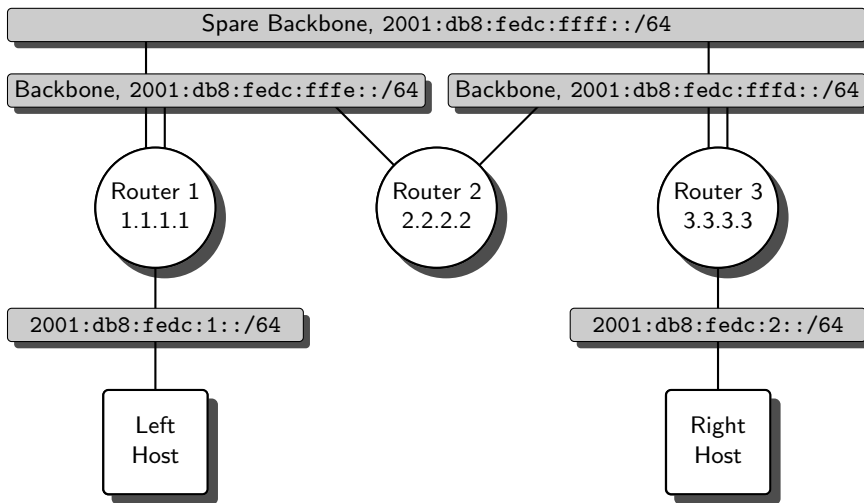 Spare Backbone, 2001:db8:fedc:ffff::/64
Backbone, 2001:db8:fedc:fffe::/64
Backbone, 2001:db8:fedc:fffd::/64
Router 1
1.1.1.1
Router 2
2.2.2.2
Router 3
3.3.3.3
2001:db8:fedc:1::/64
2001:db8:fedc:2::/64
Left
Host
Right
Host